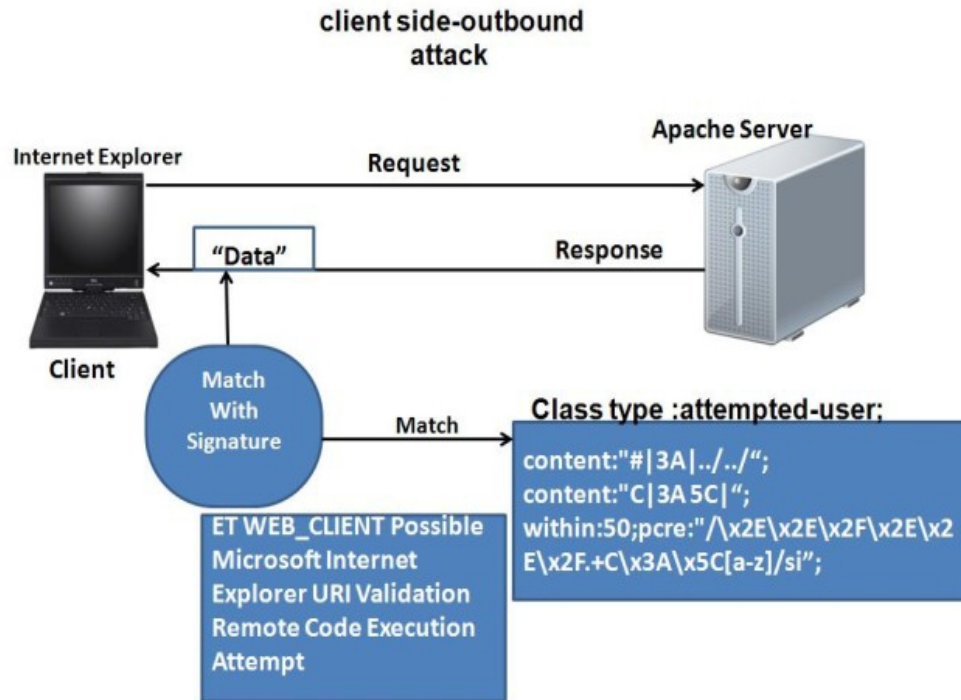 client side-outbound
attack
Apache Server
Internet Explorer
Request
“Data”
Response
Client
Match
With
Signature
Match
Class type :attempted-user;
content:"#|3A|../../“;
content:"C|3A 5C|“;
within:50;pcre:"/\x2E\x2E\x2F\x2E\x2
E\x2F.+C\x3A\x5C[a-z]/si”;
ET WEB_CLIENT Possible
Microsoft Internet
Explorer URI Validation
Remote Code Execution
Attempt